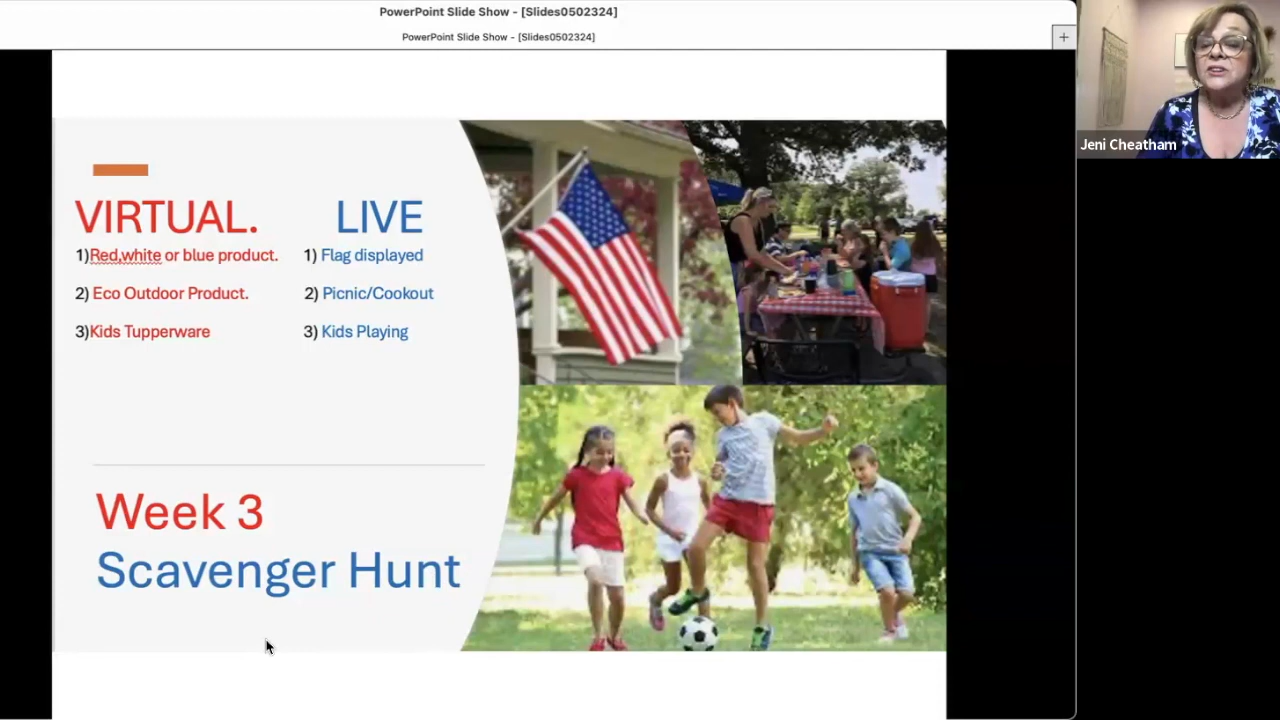 PowerPoint Slide Show - [Slides0502324]
PowerPoint Slide Show - [Slides0502324]
+
Jeni Cheatham
VIRTUAL.
1)Red,white or blue product.
2) Eco Outdoor Product.
3)Kids Tupperware
LIVE
1) Flag displayed
2) Picnic/Cookout
3) Kids Playing
Week 3
Scavenger Hunt